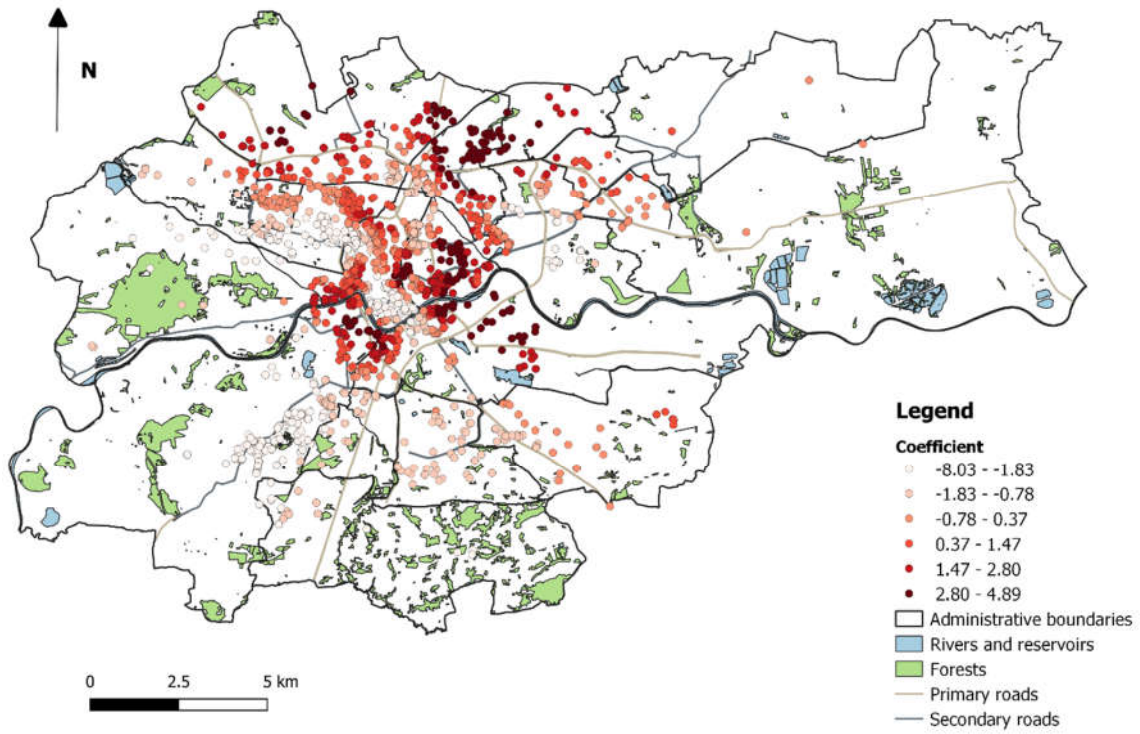 N
Legend
Coefficient
-8.03 - -1.83
-1.83 - -0.78
-0.78 - 0.37
0.37 - 1.47
1.47 - 2.80
2.80 - 4.89
Administrative boundaries
Rivers and reservoirs
Forests
Primary roads
Secondary roads
0 2.5 5 km